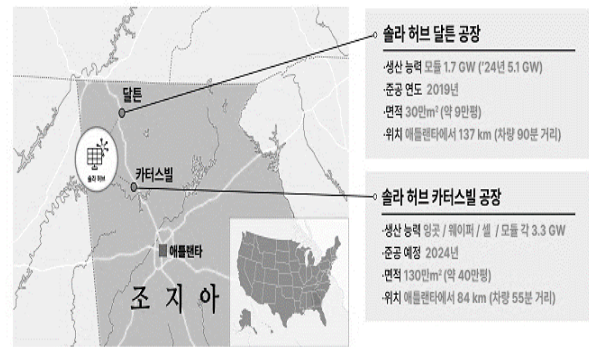 솔라 허브 달튼 공장
·생산 능력 모듈 1.7 GW ('24년 5.1 GW)
·준공 연도 2019년
·면적 30만m² (약 9만평)
·위치 애틀랜타에서 137 km (차량 90분 거리)
달튼
솔라 허브
카터스빌
애틀랜타
조지아
솔라 허브 카터스빌 공장
·생산 능력 잉곳 / 웨이퍼 / 셀 / 모듈 각 3.3 GW
·준공 예정 2024년
·면적 130만m² (약 40만평)
·위치 애틀랜타에서 84 km (차량 55분 거리)